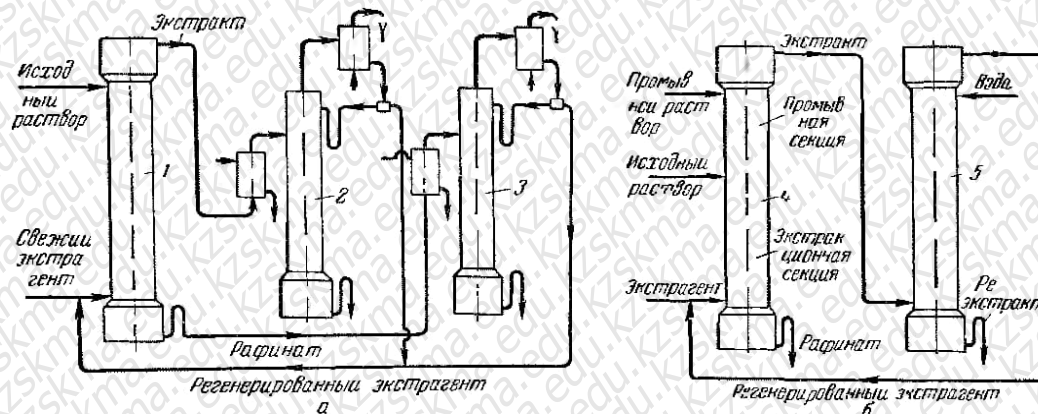 Экстракт
Исход
ный
раствор
1
2
3
Свежии
экстра
гент
Рафинат
Регенерированный экстрагент
а
Экстракт
Промыв
ной раст
вор
Промыв
ная
секция
Вода
Исходный
раствор
4
5
Экстрак
ционная
секция
Экстрагент
Ре
экстракт
Рафинат
Регенерированный экстрагент
б